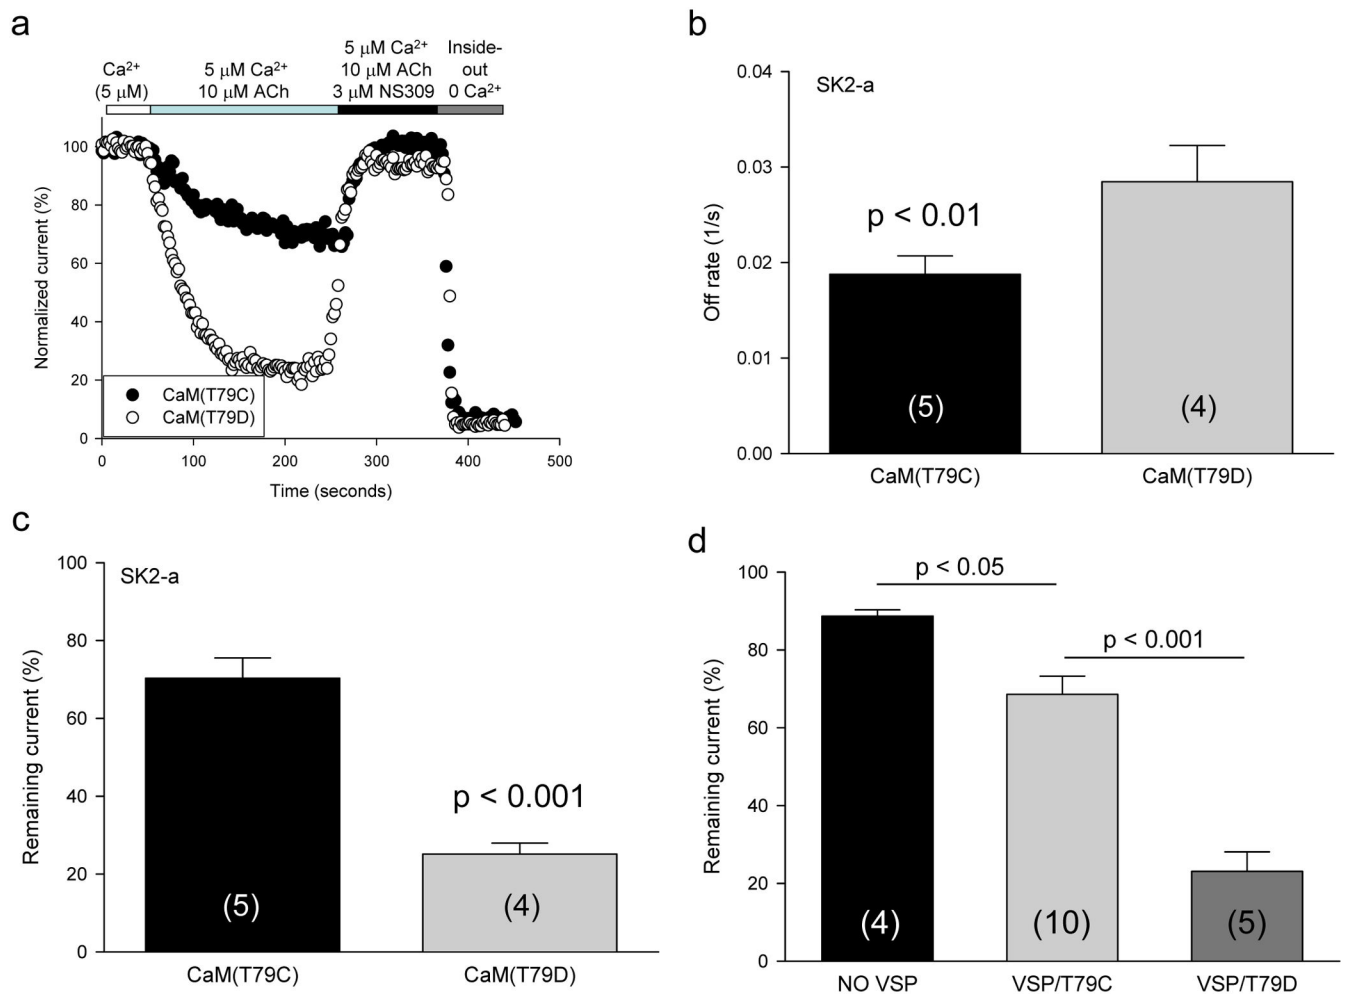 a
Ca²⁺
(5 μM)
5 μM Ca²⁺
10 μM ACh
5 μM Ca²⁺
10 μM ACh
3 μM NS309
Inside-
out
0 Ca²⁺
Normalized current (%)
100
80
60
40
20
0
CaM(T79C)
CaM(T79D)
0 100 200 300 400 500
Time (seconds)
b
SK2-a
Off rate (1/s)
0.04
0.03
0.02
0.01
0.00
p < 0.01
(5)
(4)
CaM(T79C) CaM(T79D)
c
SK2-a
Remaining current (%)
100
80
60
40
20
0
p < 0.001
(5)
(4)
CaM(T79C) CaM(T79D)
d
Remaining current (%)
100
80
60
40
20
0
p < 0.05
p < 0.001
(4)
(10)
(5)
NO VSP VSP/T79C VSP/T79D